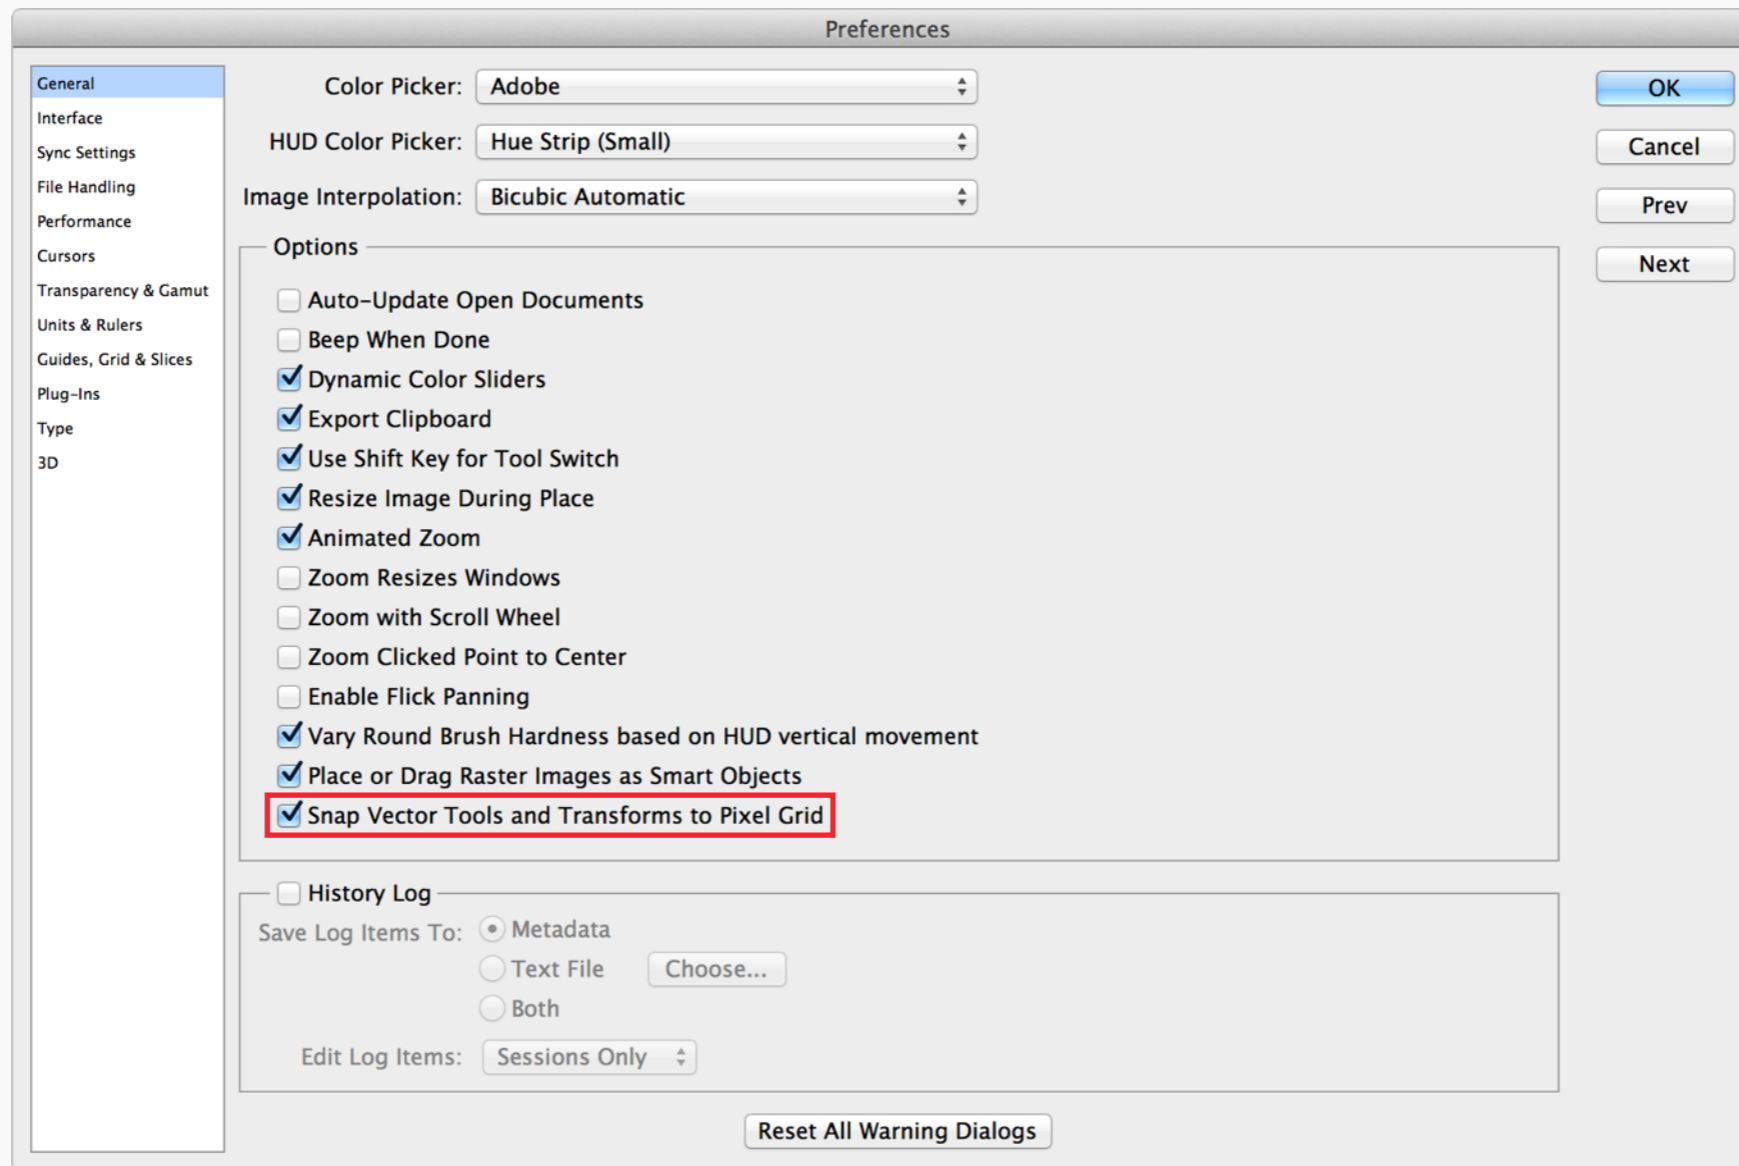 Preferences
General
Interface
Sync Settings
File Handling
Performance
Cursors
Transparency & Gamut
Units & Rulers
Guides, Grid & Slices
Plug-Ins
Type
3D
Color Picker: Adobe
HUD Color Picker: Hue Strip (Small)
Image Interpolation: Bicubic Automatic
Options
Auto-Update Open Documents
Beep When Done
Dynamic Color Sliders
Export Clipboard
Use Shift Key for Tool Switch
Resize Image During Place
Animated Zoom
Zoom Resizes Windows
Zoom with Scroll Wheel
Zoom Clicked Point to Center
Enable Flick Panning
Vary Round Brush Hardness based on HUD vertical movement
Place or Drag Raster Images as Smart Objects
Snap Vector Tools and Transforms to Pixel Grid
History Log
Save Log Items To: Metadata
Text File Choose...
Both
Edit Log Items: Sessions Only
Reset All Warning Dialogs
OK
Cancel
Prev
Next